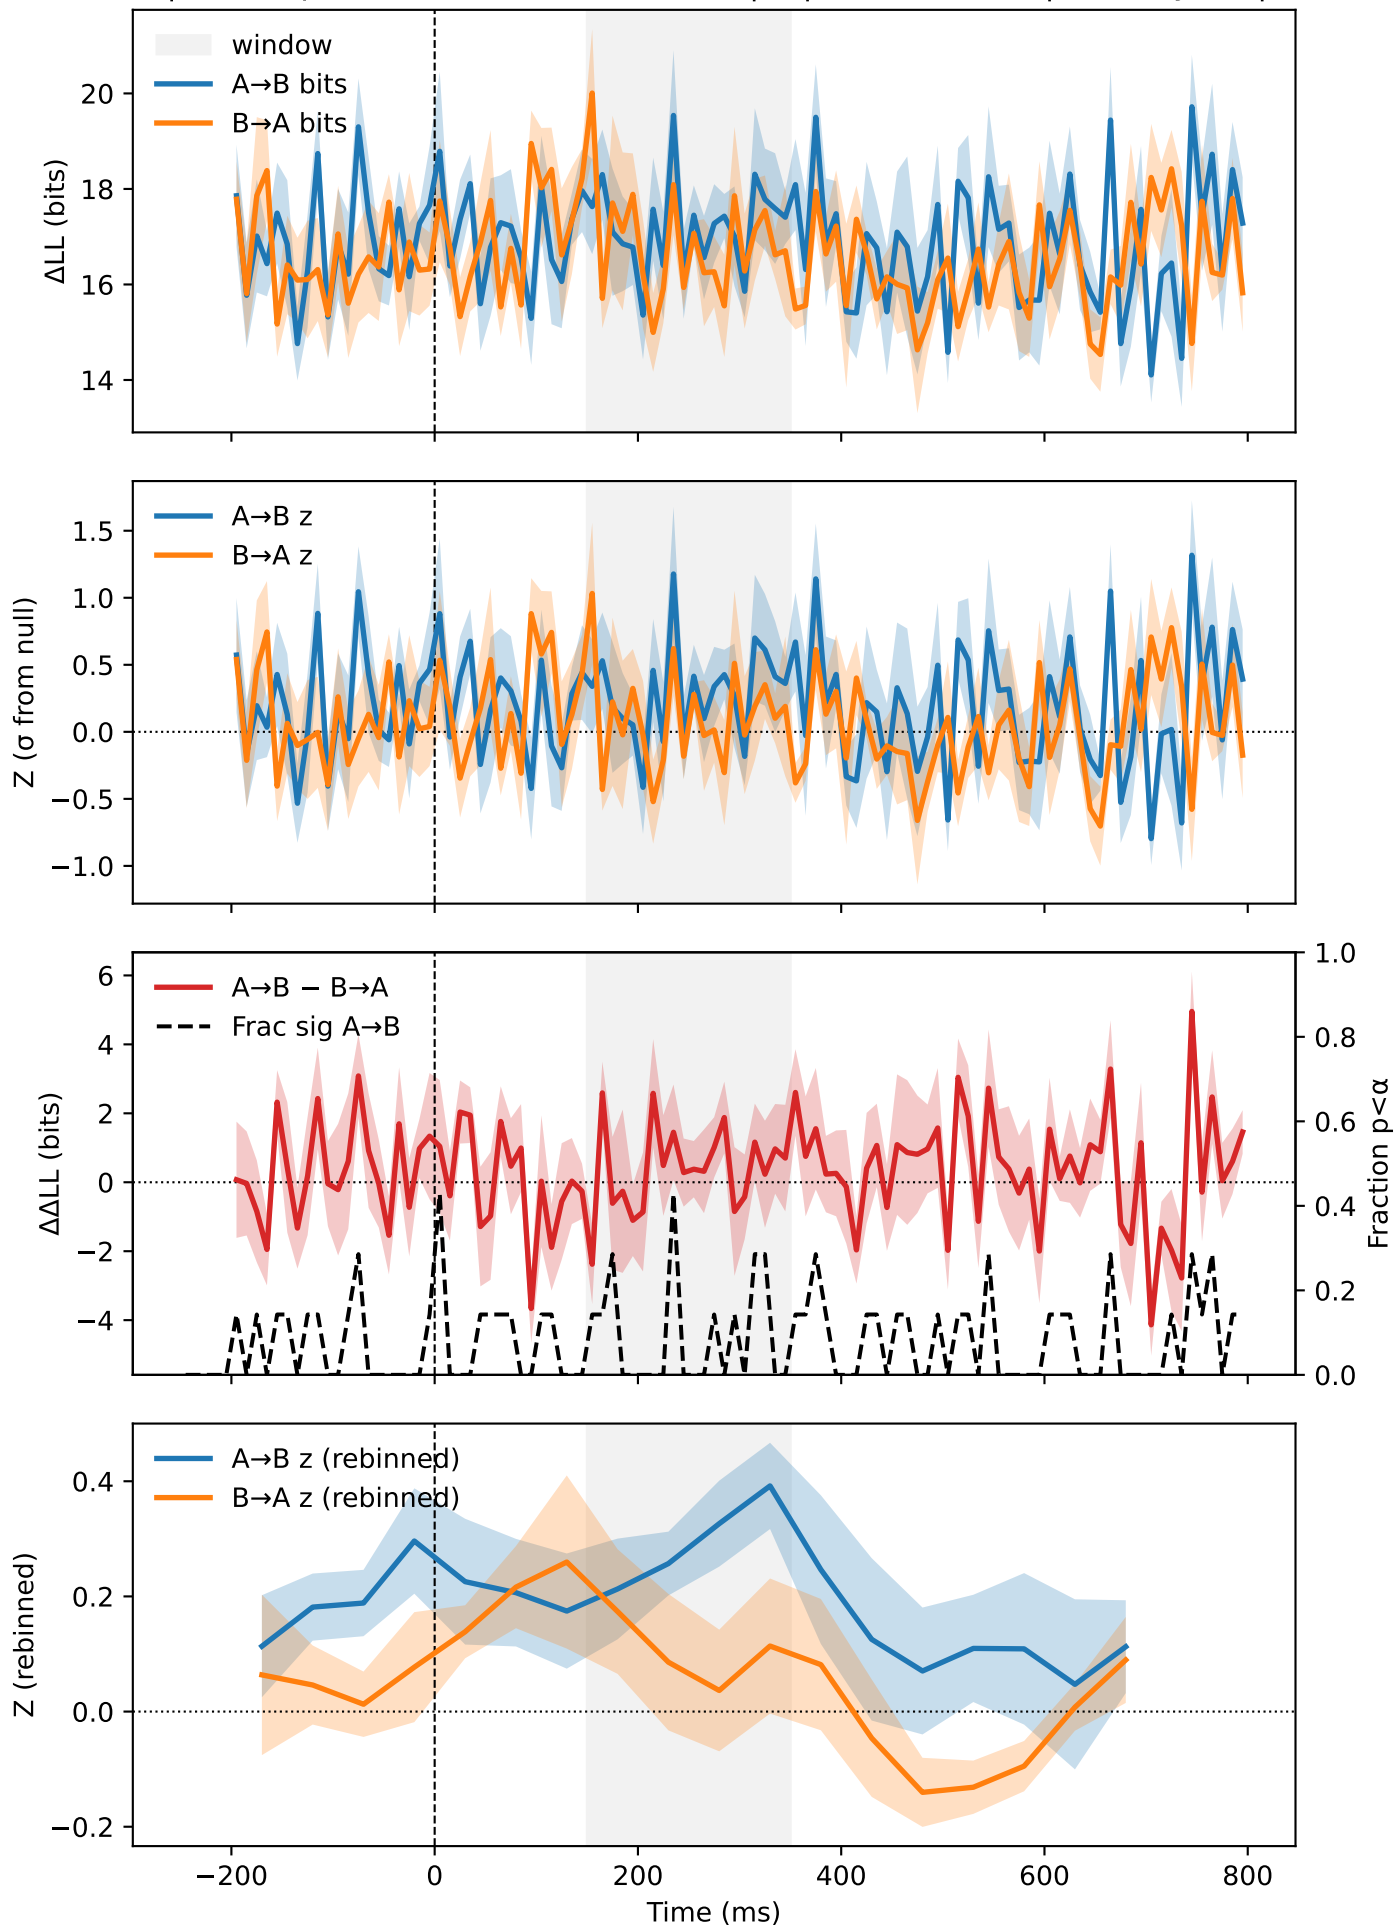 window
A→B bits
B→A bits
ΔLL (bits)
20
18
16
14
A→B z
B→A z
Z (σ from null)
1.5
1.0
0.5
0.0
−0.5
−1.0
A→B − B→A
Frac sig A→B
ΔΔLL (bits)
6
4
2
0
−2
−4
1.0
0.8
0.6
0.4
0.2
0.0
Fraction p<α
A→B z (rebinned)
B→A z (rebinned)
Z (rebinned)
0.4
0.2
0.0
−0.2
−200
0
200
400
600
800
Time (ms)